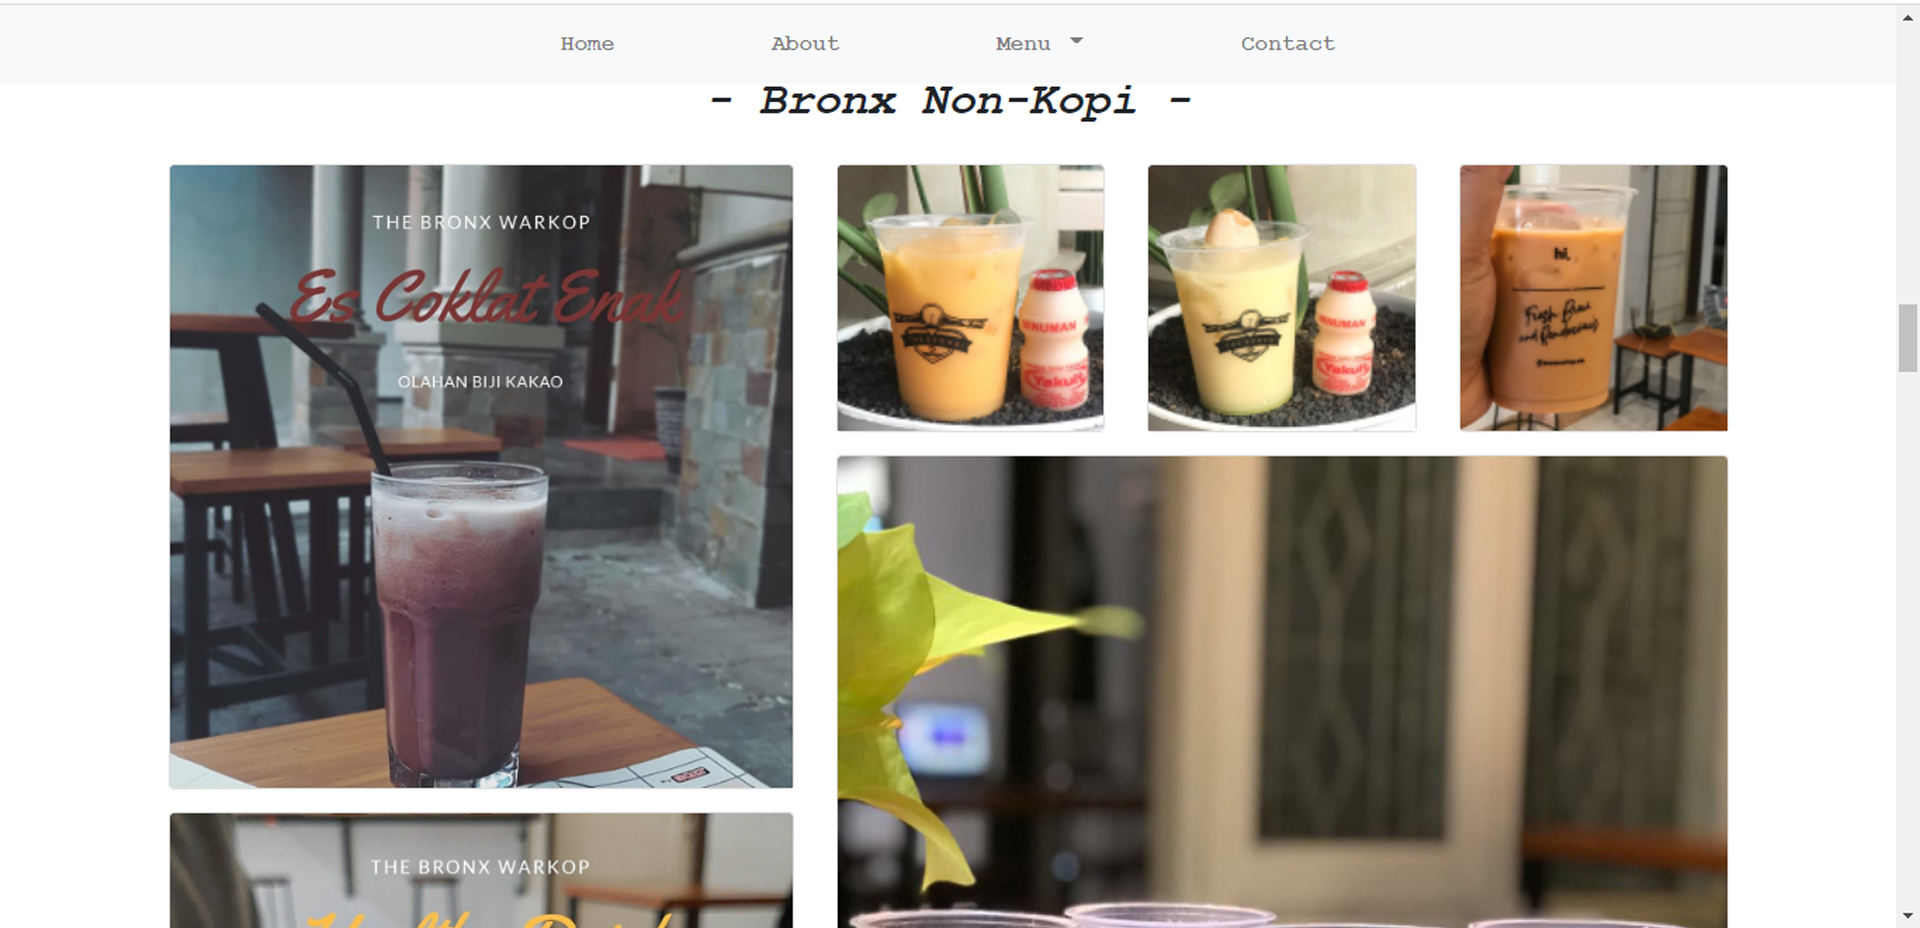 Home About Menu Contact
- Bronx Non-Kopi -
THE BRONX WARKOP
Es Coklat Enak
OLAHAN BIJI KAKAO
MINUMAN
Yakult
MINUMAN
Yakult
hi,
Fresh Brew
and Rendezvous
THE BRONX WARKOP